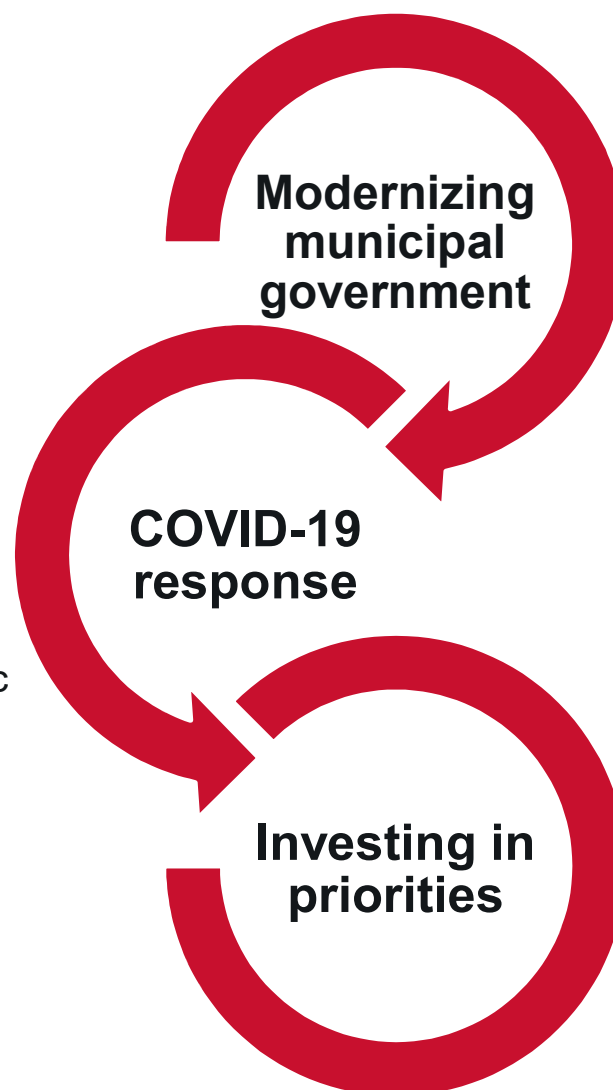 Modernizing
municipal
government
COVID-19
response
c
Investing in
priorities